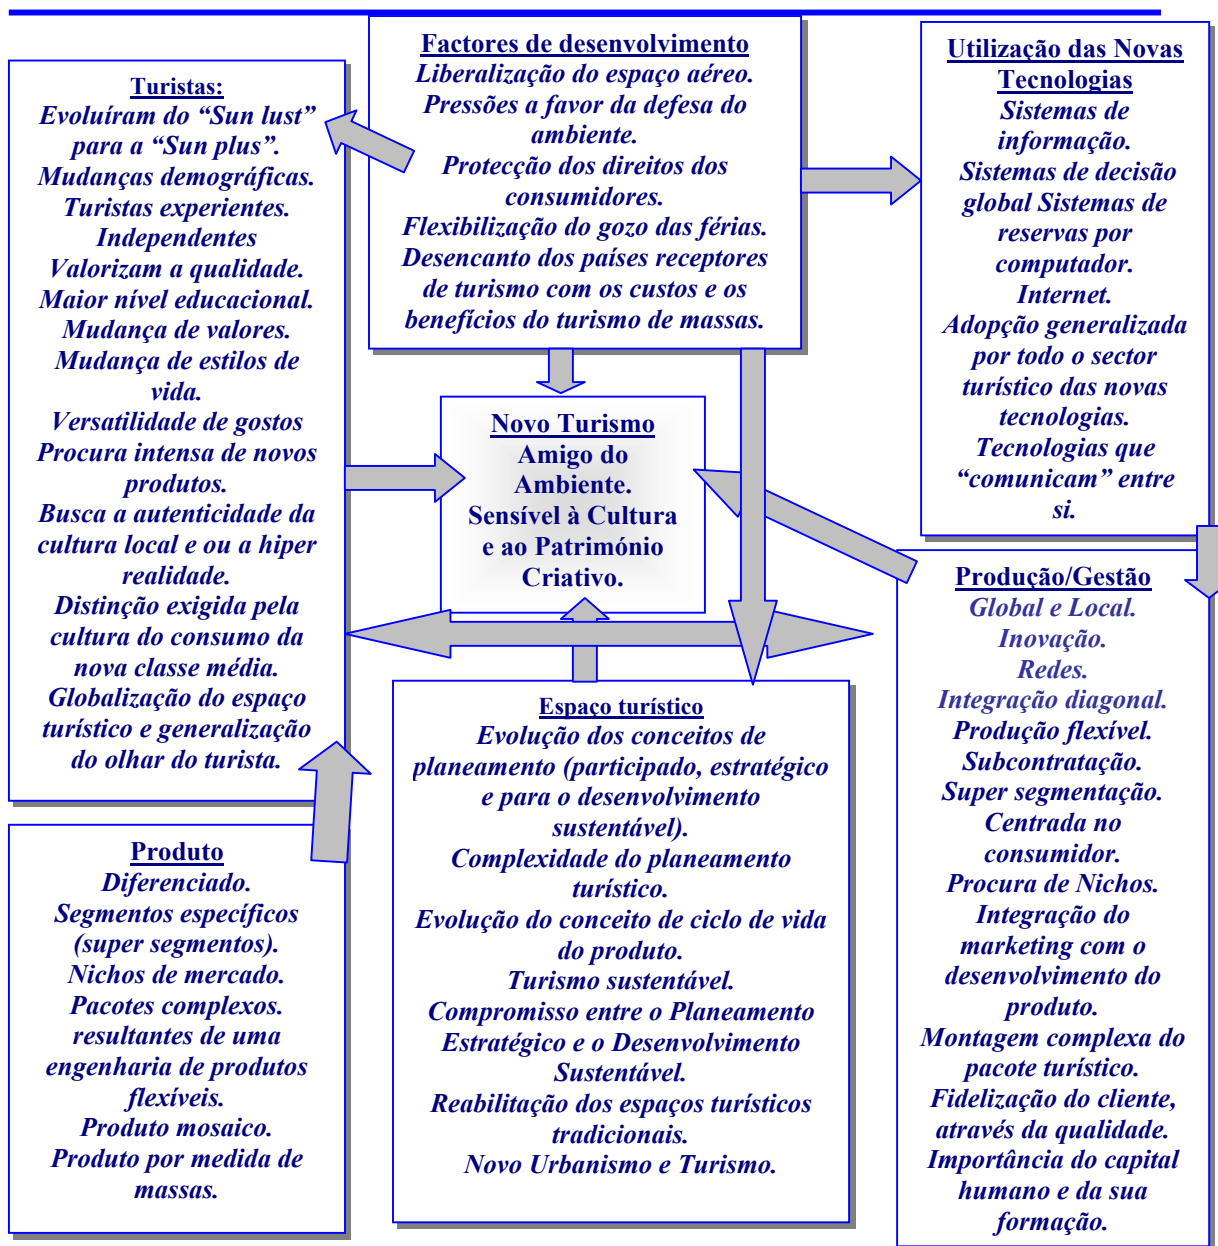 Factores de desenvolvimento
Liberalização do espaço aéreo.
Pressões a favor da defesa do
ambiente.
Protecção dos direitos dos
consumidores.
Flexibilização do gozo das férias.
Desencanto dos países receptores
de turismo com os custos e os
benefícios do turismo de massas.
Utilização das Novas
Tecnologias
Sistemas de
informação.
Sistemas de decisão
global Sistemas de
reservas por
computador.
Internet.
Adopção generalizada
por todo o sector
turístico das novas
tecnologias.
Tecnologias que
“comunicam” entre
si.
Turistas:
Evoluíram do “Sun lust”
para a “Sun plus”.
Mudanças demográficas.
Turistas experientes.
Independentes
Valorizam a qualidade.
Maior nível educacional.
Mudança de valores.
Mudança de estilos de
vida.
Versatilidade de gostos
Procura intensa de novos
produtos.
Busca a autenticidade da
cultura local e ou a hiper
realidade.
Distinção exigida pela
cultura do consumo da
nova classe média.
Globalização do espaço
turístico e generalização
do olhar do turista.
Novo Turismo
Amigo do
Ambiente.
Sensível à Cultura
e ao Património
Criativo.
Produção/Gestão
Global e Local.
Inovação.
Redes.
Integração diagonal.
Produção flexível.
Subcontratação.
Super segmentação.
Centrada no
consumidor.
Procura de Nichos.
Integração do
marketing com o
desenvolvimento do
produto.
Montagem complexa do
pacote turístico.
Fidelização do cliente,
através da qualidade.
Importância do capital
humano e da sua
formação.
Espaço turístico
Evolução dos conceitos de
planeamento (participado, estratégico
e para o desenvolvimento
sustentável).
Complexidade do planeamento
turístico.
Evolução do conceito de ciclo de vida
do produto.
Turismo sustentável.
Compromisso entre o Planeamento
Estratégico e o Desenvolvimento
Sustentável.
Reabilitação dos espaços turísticos
tradicionais.
Novo Urbanismo e Turismo.
Produto
Diferenciado.
Segmentos específicos
(super segmentos).
Nichos de mercado.
Pacotes complexos.
resultantes de uma
engenharia de produtos
flexíveis.
Produto mosaico.
Produto por medida de
massas.